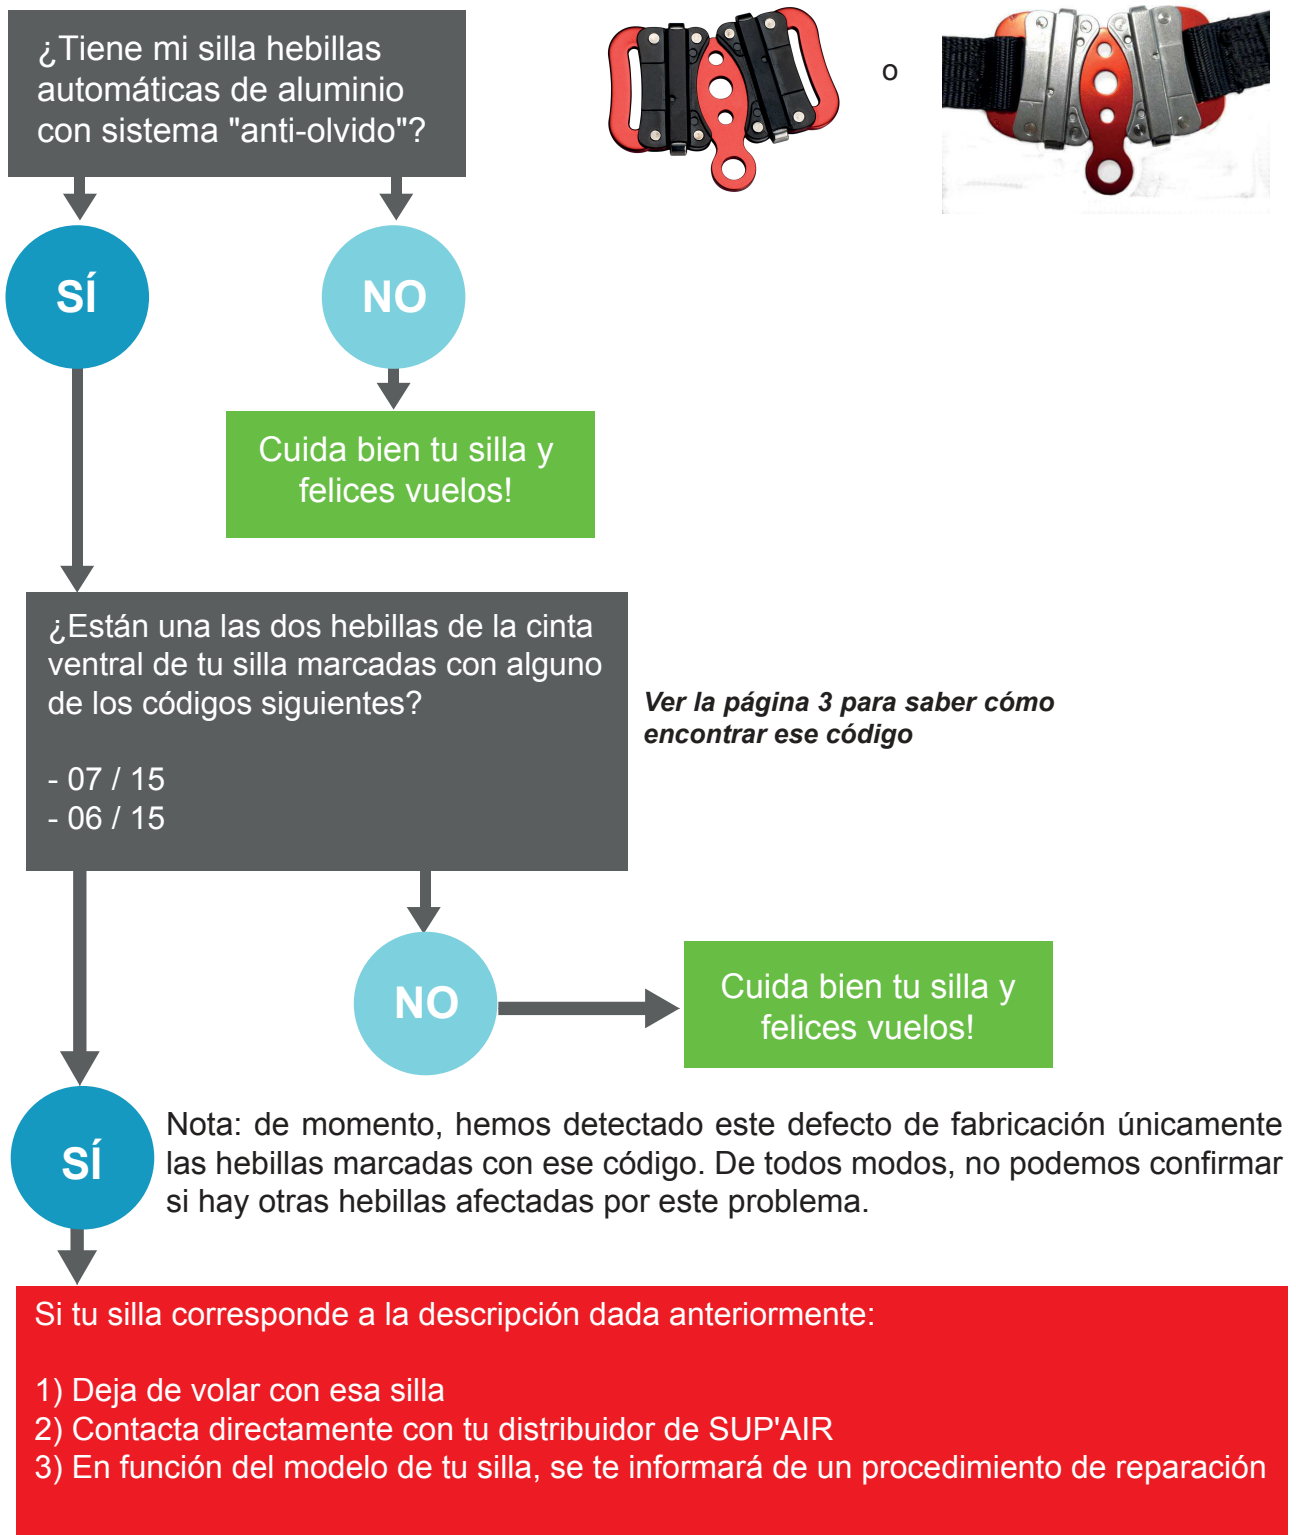 ¿Tiene mi silla hebillas
automáticas de aluminio
con sistema "anti-olvido"?
o
SÍ
NO
Cuida bien tu silla y
felices vuelos!
¿Están una las dos hebillas de la cinta
ventral de tu silla marcadas con alguno
de los códigos siguientes?
- 07 / 15
- 06 / 15
Ver la página 3 para saber cómo
encontrar ese código
NO
Cuida bien tu silla y
felices vuelos!
SÍ
Nota: de momento, hemos detectado este defecto de fabricación únicamente
las hebillas marcadas con ese código. De todos modos, no podemos confirmar
si hay otras hebillas afectadas por este problema.
Si tu silla corresponde a la descripción dada anteriormente:
1) Deja de volar con esa silla
2) Contacta directamente con tu distribuidor de SUP'AIR
3) En función del modelo de tu silla, se te informará de un procedimiento de reparación